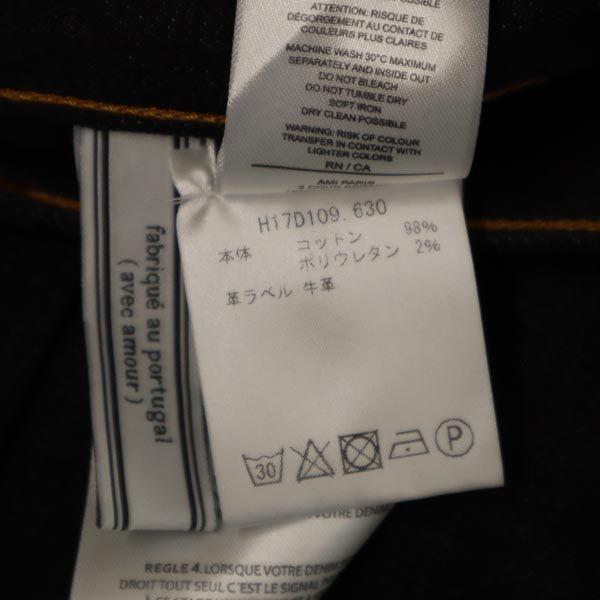 POSSIBLE
ATTENTION: RISQUE DE
DÉGORGEMENT AU CONTACT DE
COULEURS PLUS CLAIRES
MACHINE WASH 30°C MAXIMUM
SEPARATELY AND INSIDE OUT
DO NOT BLEACH
DO NOT TUMBLE DRY
SOFT IRON
DRY CLEAN POSSIBLE
WARNING: RISK OF COLOUR
TRANSFER IN CONTACT WITH
LIGHTER COLORS
RN / CA
AMI PARIS
H17D109.630
本体 コットン 98%
ポリウレタン 2%
革ラベル 牛革
30
P
fabriqué au portugal
(avec amour)
REGLE 4. LORSQUE VOTRE DENIM
DROIT TOUT SEUL C'EST LE SIGNAL